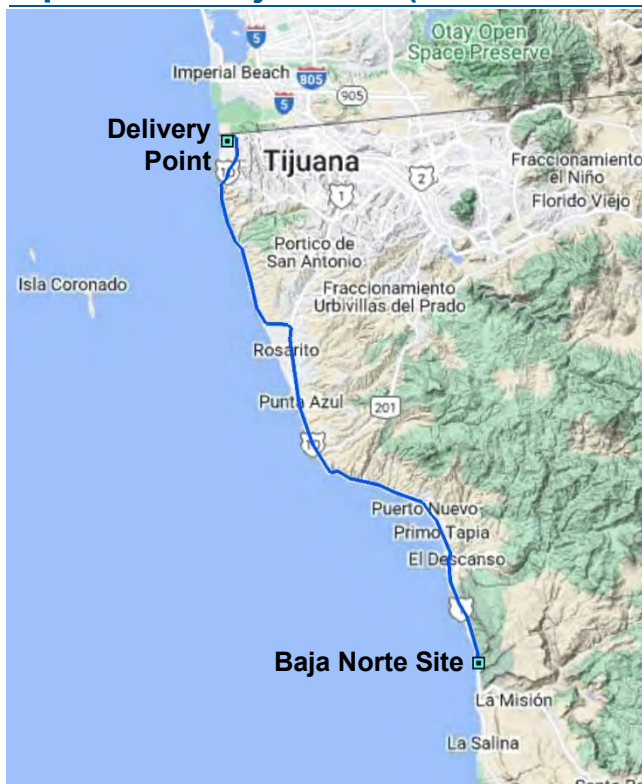 5
Otay Open
Space Preserve
Imperial Beach
805
905
5
Delivery
Point
Tijuana
Fraccionamiento
el Niño
2
1
Florido Viejo
Portico de
San Antonio
Isla Coronado
Fraccionamiento
Urbivillas del Prado
Rosarito
Punta Azul
201
Puerto Nuevo
Primo Tapia
El Descanso
Baja Norte Site
La Misión
La Salina